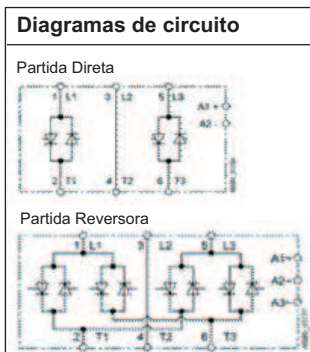 Diagramas de circuito
Partida Direta
1 L1 3 L2 5 L3
A1 +
A2 -
2 T1 4 T2 6 T3
Partida Reversora
1 L1 3 L2 5 L3
A1
A2
A3
2 T1 4 T2 6 T3